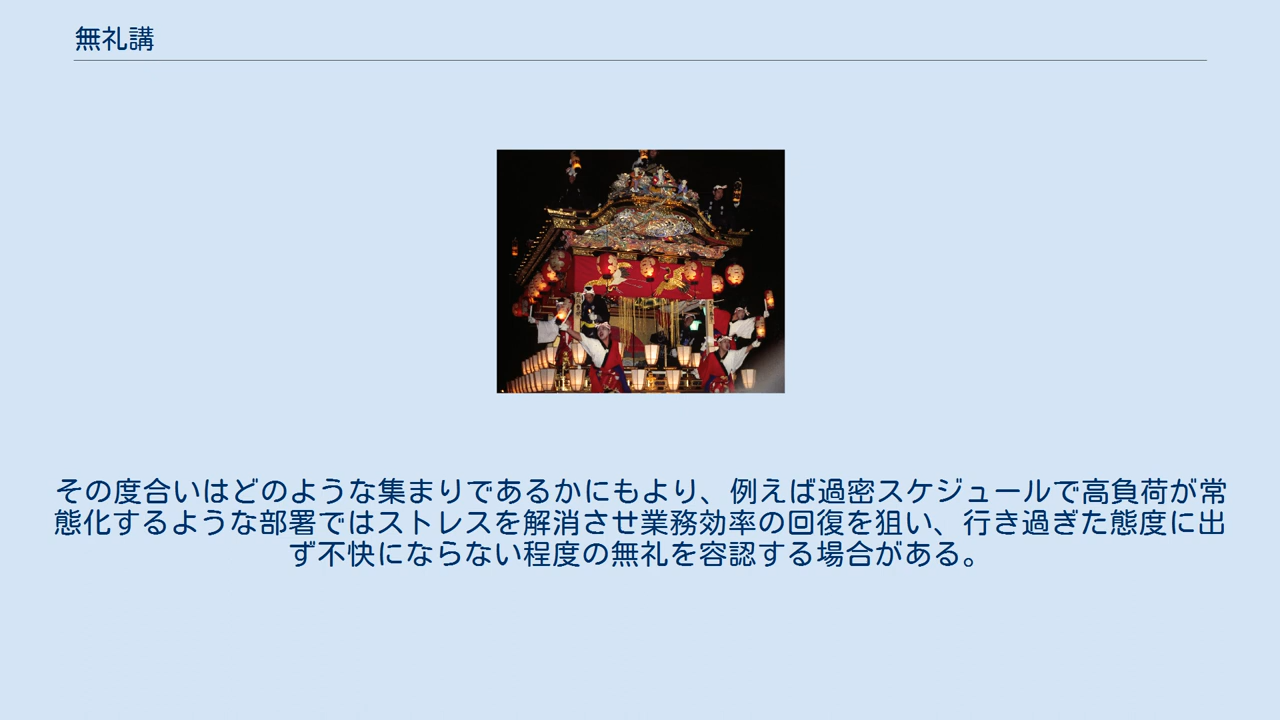 無礼講
その度合いはどのような集まりであるかにもより、例えば過密スケジュールで高負荷が常
態化するような部署ではストレスを解消させ業務効率の回復を狙い、行き過ぎた態度に出
ず不快にならない程度の無礼を容認する場合がある。